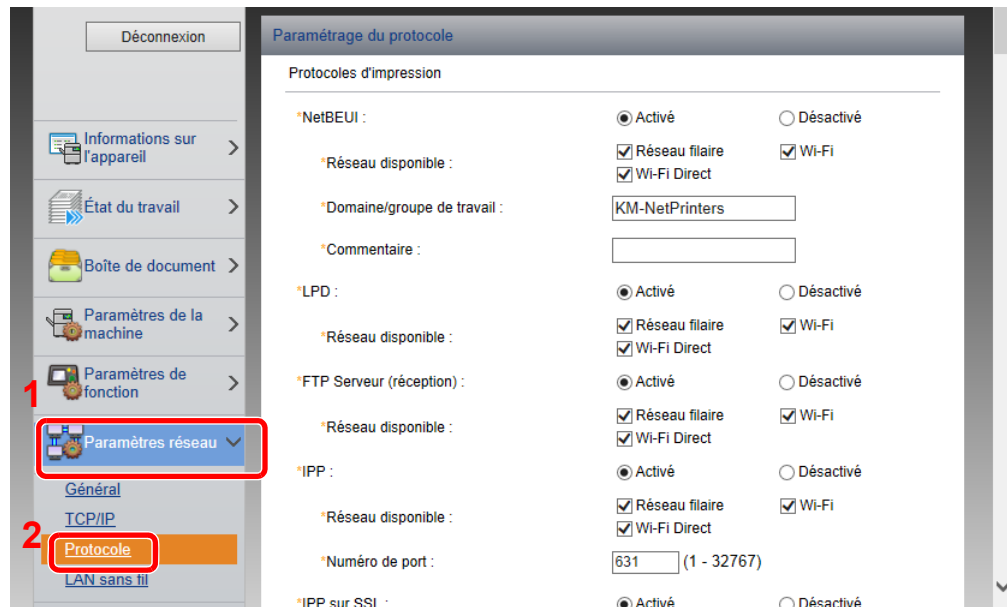 Déconnexion
Informations sur
l'appareil
État du travail
Boîte de document
Paramètres de la
machine
Paramètres de
fonction
1
Paramètres réseau
Général
TCP/IP
2
Protocole
LAN sans fil
Paramétrage du protocole
Protocoles d'impression
*NetBEUI : Activé Désactivé
*Réseau disponible : Réseau filaire Wi-Fi
Wi-Fi Direct
*Domaine/groupe de travail : KM-NetPrinters
*Commentaire :
*LPD : Activé Désactivé
*Réseau disponible : Réseau filaire Wi-Fi
Wi-Fi Direct
*FTP Serveur (réception) : Activé Désactivé
*Réseau disponible : Réseau filaire Wi-Fi
Wi-Fi Direct
*IPP : Activé Désactivé
*Réseau disponible : Réseau filaire Wi-Fi
Wi-Fi Direct
*Numéro de port : 631 (1 - 32767)
*IPP sur SSL : Activé Désactivé